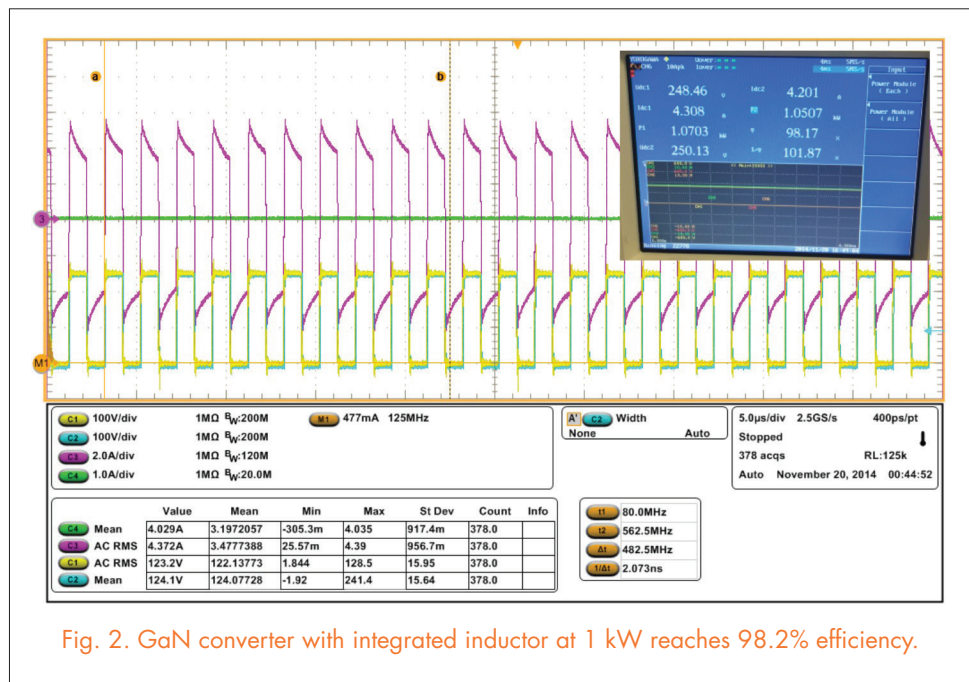 a
b
YOKOGAWA
CH6 100pk
Input
Power Module
( Each )
Power Module
( All )
Udc1 248.46 V Idc2 4.201 A
Idc1 4.308 A P2 1.0507 kW
P1 1.0703 kW η 98.17 %
Udc2 250.13 V 1/η 101.87 %
3
M1
C1 100V/div 1MΩ BW:200M M1 477mA 125MHz
C2 100V/div 1MΩ BW:200M
C3 2.0A/div 1MΩ BW:120M
C4 1.0A/div 1MΩ BW:20.0M
A' C2 Width
None Auto
5.0µs/div 2.5GS/s 400ps/pt
Stopped
378 acqs RL:125k
Auto November 20, 2014 00:44:52
Value Mean Min Max St Dev Count Info
C4 Mean 4.029A 3.1972057 -305.3m 4.035 917.4m 378.0
C3 AC RMS 4.372A 3.4777388 25.57m 4.39 956.7m 378.0
C1 AC RMS 123.2V 122.13773 1.844 128.5 15.95 378.0
C2 Mean 124.1V 124.07728 -1.92 241.4 15.64 378.0
t1 80.0MHz
t2 562.5MHz
Δt 482.5MHz
1/Δt 2.073ns
Fig. 2. GaN converter with integrated inductor at 1 kW reaches 98.2% efficiency.